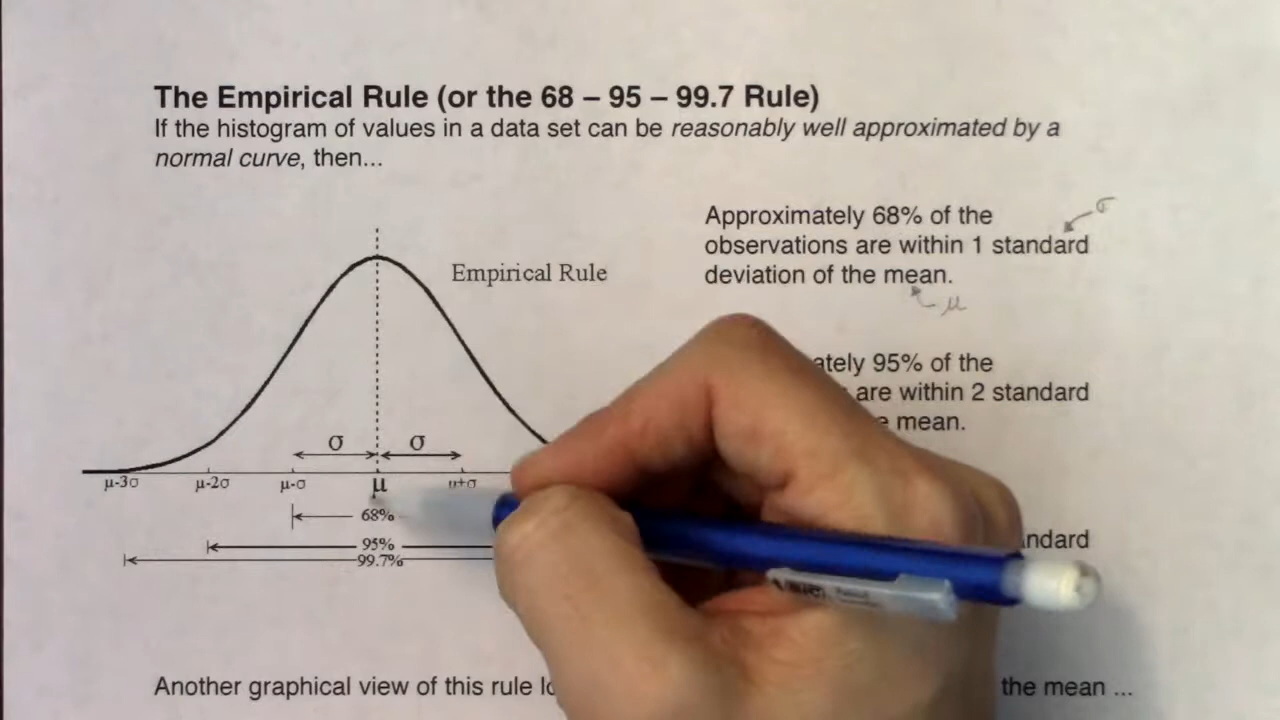 The Empirical Rule (or the 68 – 95 – 99.7 Rule)
If the histogram of values in a data set can be reasonably well approximated by a
normal curve, then...
Approximately 68% of the
σ
observations are within 1 standard
deviation of the mean.
μ
Empirical Rule
95% of the
are within 2 standard
mean.
σ σ
μ-3σ μ-2σ μ-σ μ μ+σ
68%
95%
99.7%
Another graphical view of this rule
the mean ...